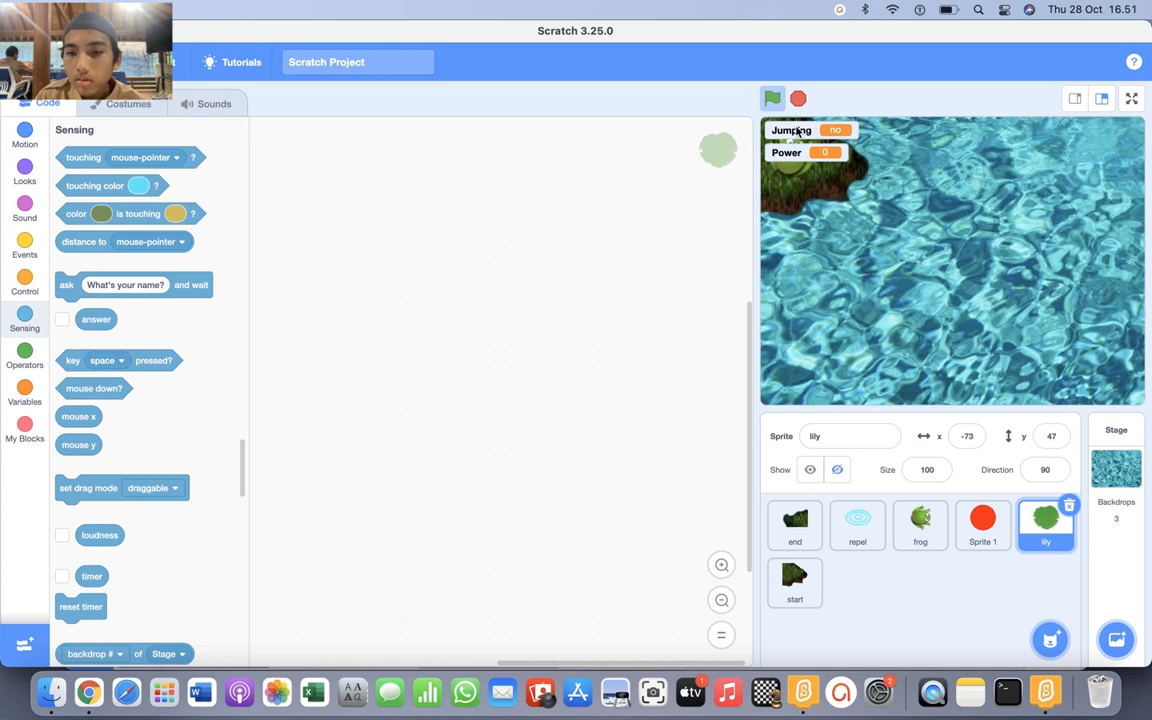 Thu 28 Oct 16.51
Scratch 3.25.0
Tutorials
Scratch Project
?
Code
Costumes
Sounds
Motion
Looks
Sound
Events
Control
Sensing
Operators
Variables
My Blocks
Sensing
touching mouse-pointer ?
touching color ?
color is touching ?
distance to mouse-pointer
ask What's your name? and wait
answer
key space pressed?
mouse down?
mouse x
mouse y
set drag mode draggable
loudness
timer
reset timer
backdrop # of Stage
Jumping no
Power 0
Sprite lily x -73 y 47
Show Size 100 Direction 90
end
repel
frog
Sprite 1
lily
start
Stage
Backdrops
3
W
X
A A
あ A
tv
1
2